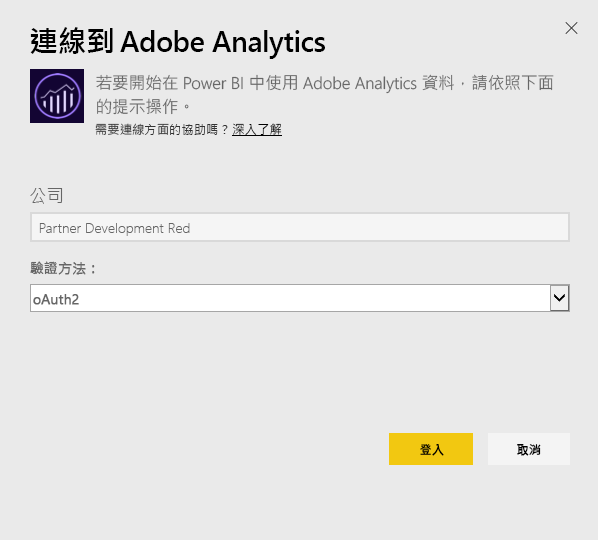 連線到 Adobe Analytics
若要開始在 Power BI 中使用 Adobe Analytics 資料，請依照下面
的提示操作。
需要連線方面的協助嗎？深入了解
公司
Partner Development Red
驗證方法：
oAuth2
登入
取消